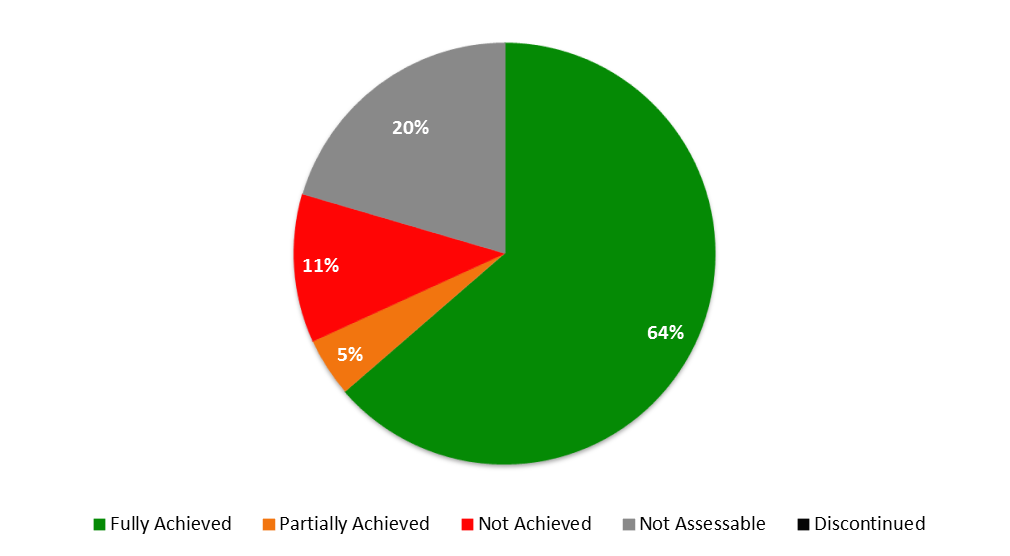 20%
11%
64%
5%
Fully Achieved Partially Achieved Not Achieved Not Assessable Discontinued